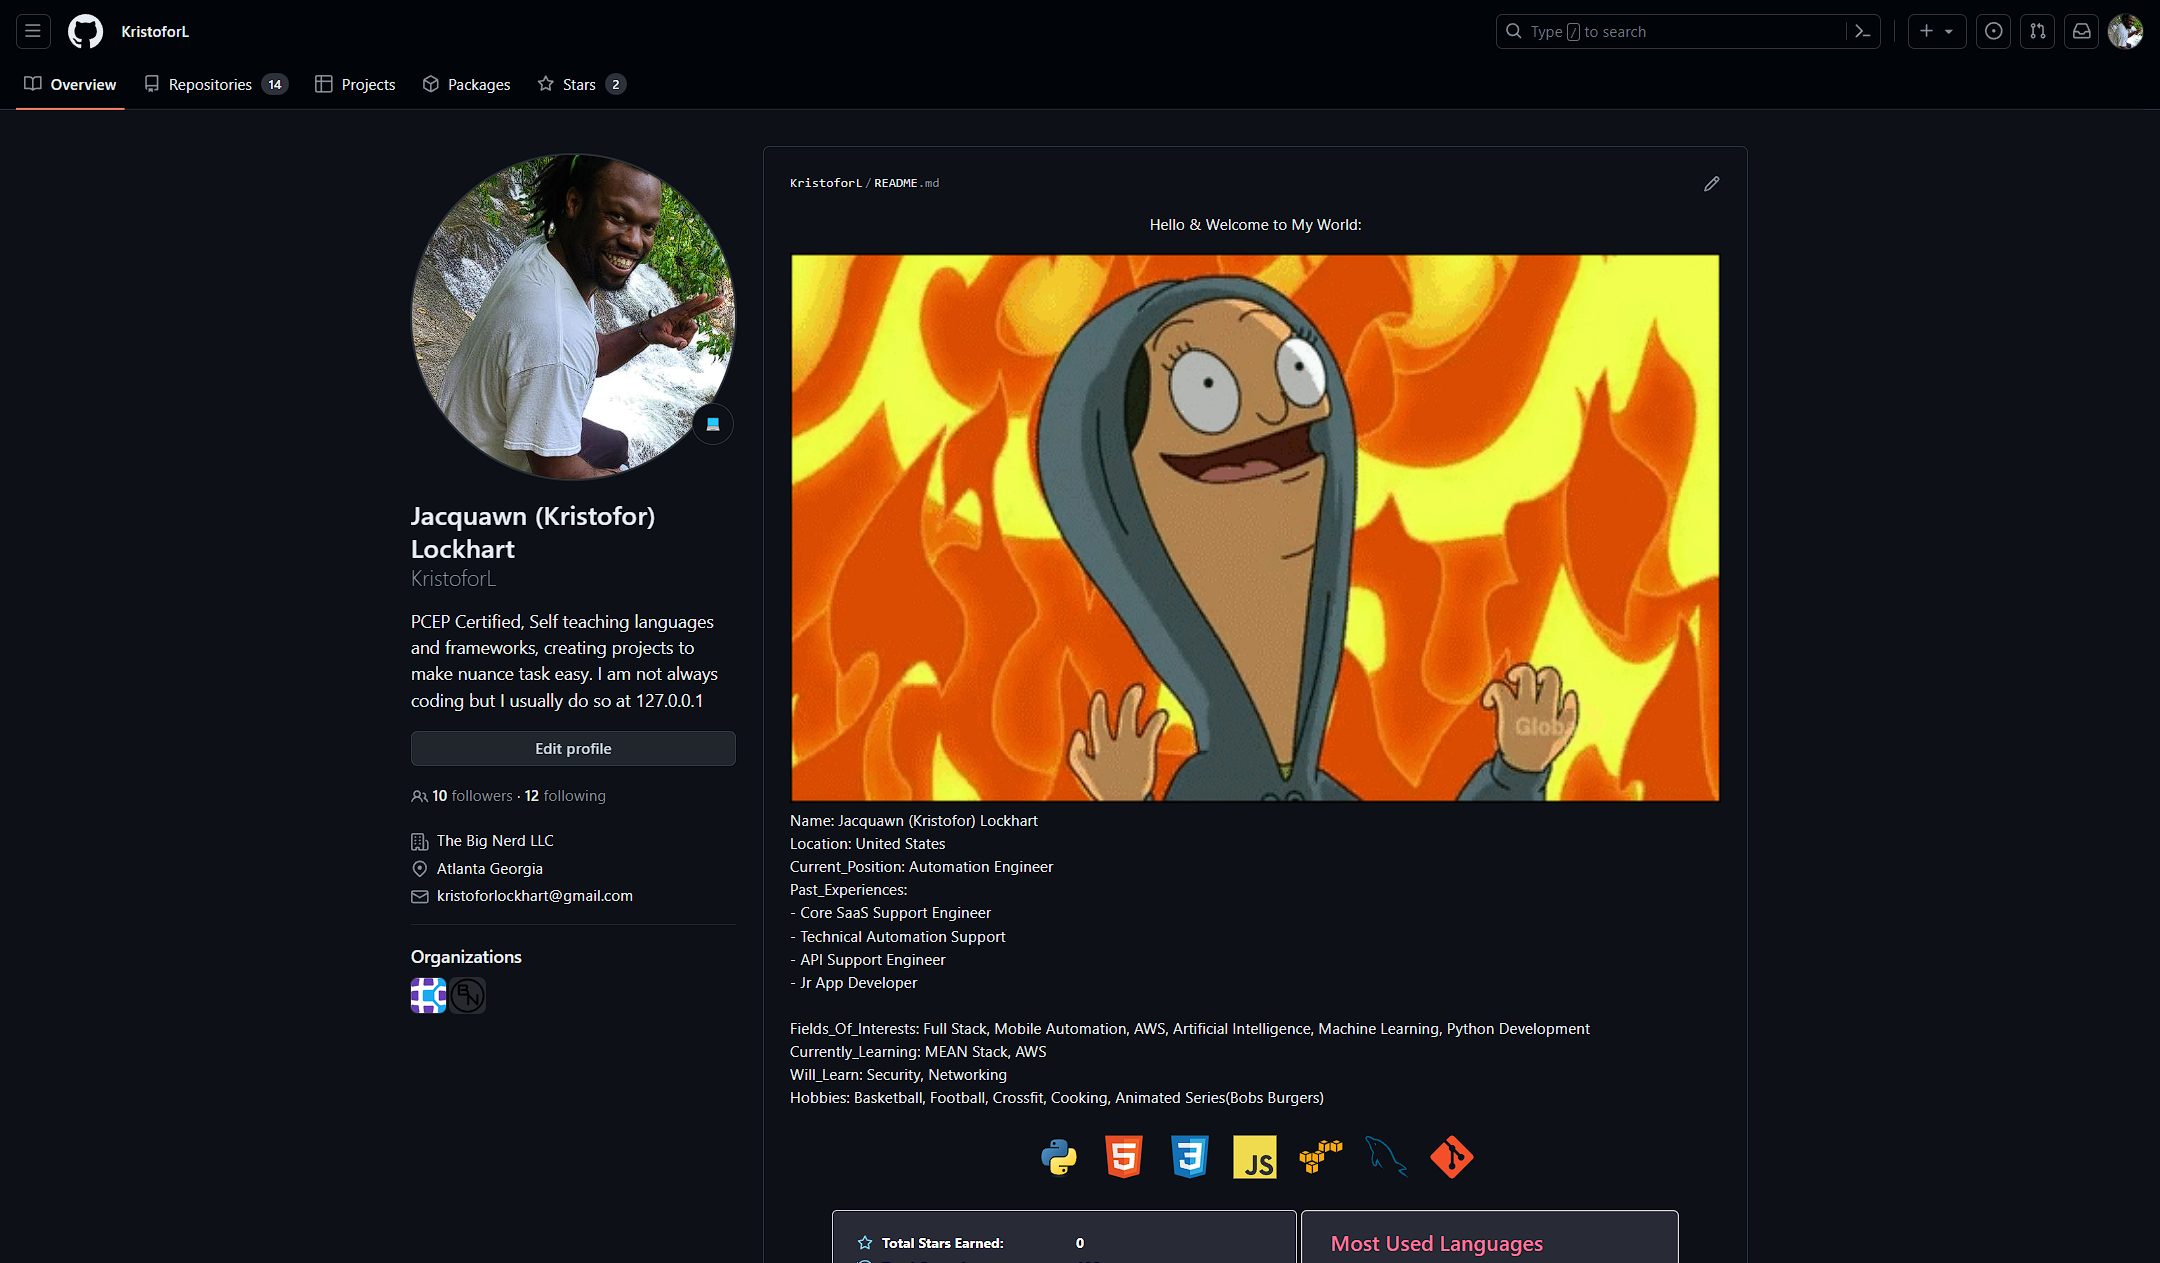 KristoforL
Type / to search
Overview
Repositories 14
Projects
Packages
Stars 2
Jacquawn (Kristofor)
Lockhart
KristoforL
PCEP Certified, Self teaching languages
and frameworks, creating projects to
make nuance task easy. I am not always
coding but I usually do so at 127.0.0.1
Edit profile
10 followers · 12 following
The Big Nerd LLC
Atlanta Georgia
kristoforlockhart@gmail.com
Organizations
BN
KristoforL / README.md
Hello & Welcome to My World:
Name: Jacquawn (Kristofor) Lockhart
Location: United States
Current_Position: Automation Engineer
Past_Experiences:
- Core SaaS Support Engineer
- Technical Automation Support
- API Support Engineer
- Jr App Developer
Fields_Of_Interests: Full Stack, Mobile Automation, AWS, Artificial Intelligence, Machine Learning, Python Development
Currently_Learning: MEAN Stack, AWS
Will_Learn: Security, Networking
Hobbies: Basketball, Football, Crossfit, Cooking, Animated Series(Bobs Burgers)
5
3
JS
Total Stars Earned: 0
Most Used Languages